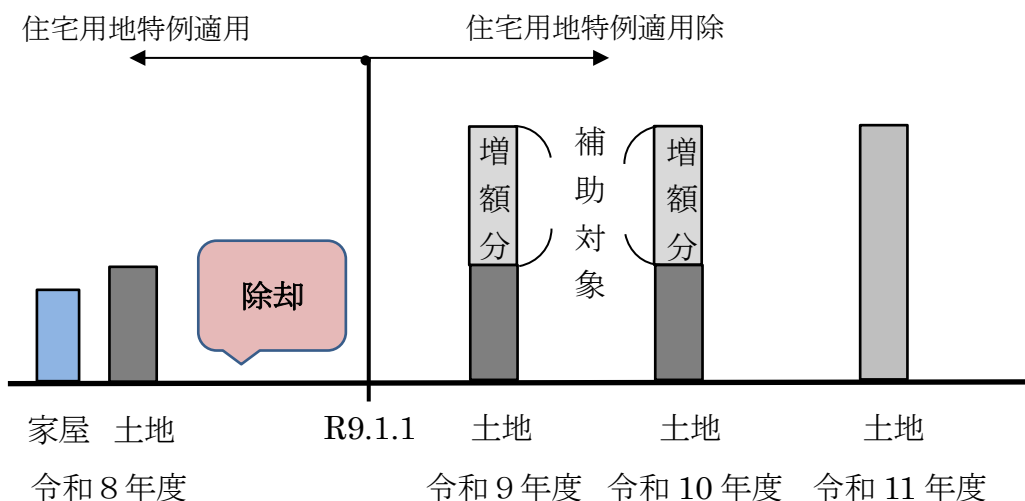 住宅用地特例適用
住宅用地特例適用除
増額分
補助対象
増額分
除却
家屋
土地
R9.1.1
土地
土地
土地
令和８年度
令和９年度
令和 10 年度
令和 11 年度